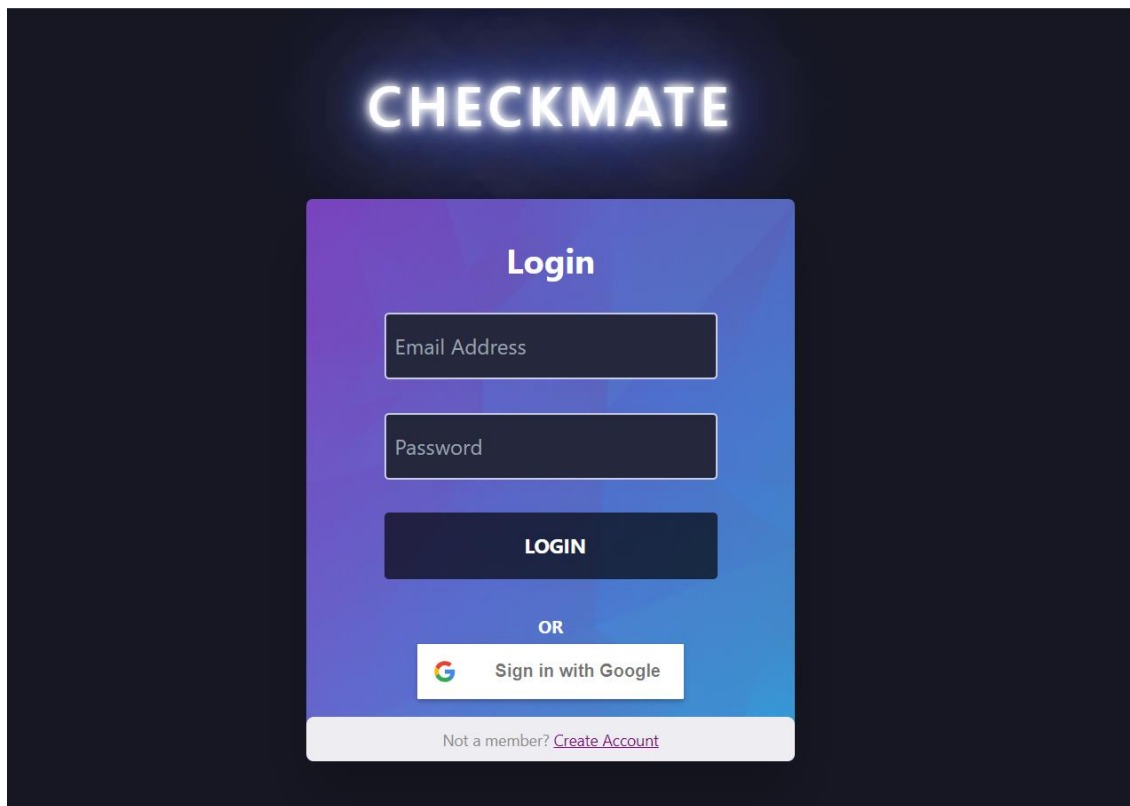 CHECKMATE
Login
Email Address
Password
LOGIN
OR
Sign in with Google
Not a member? Create Account